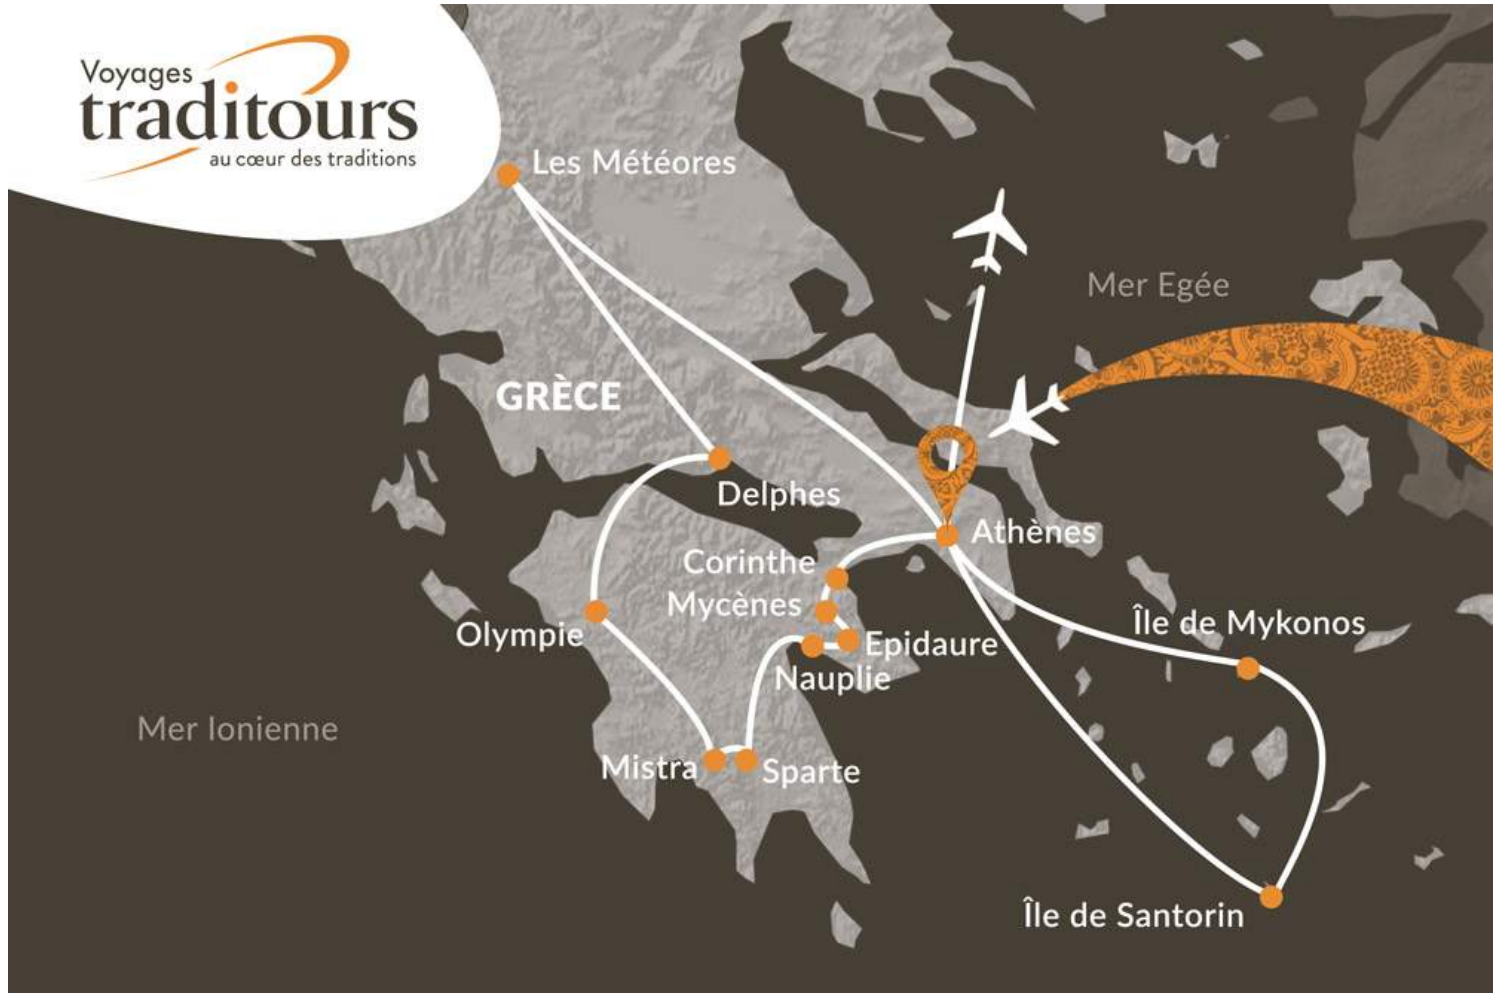 Voyages
traditours
au cœur des traditions
Les Météores
Mer Egée
GRÈCE
Delphes
Athènes
Corinthe
Mycènes
Île de Mykonos
Olympie
Epidaure
Nauplie
Mer Ionienne
Mistra
Sparte
Île de Santorin